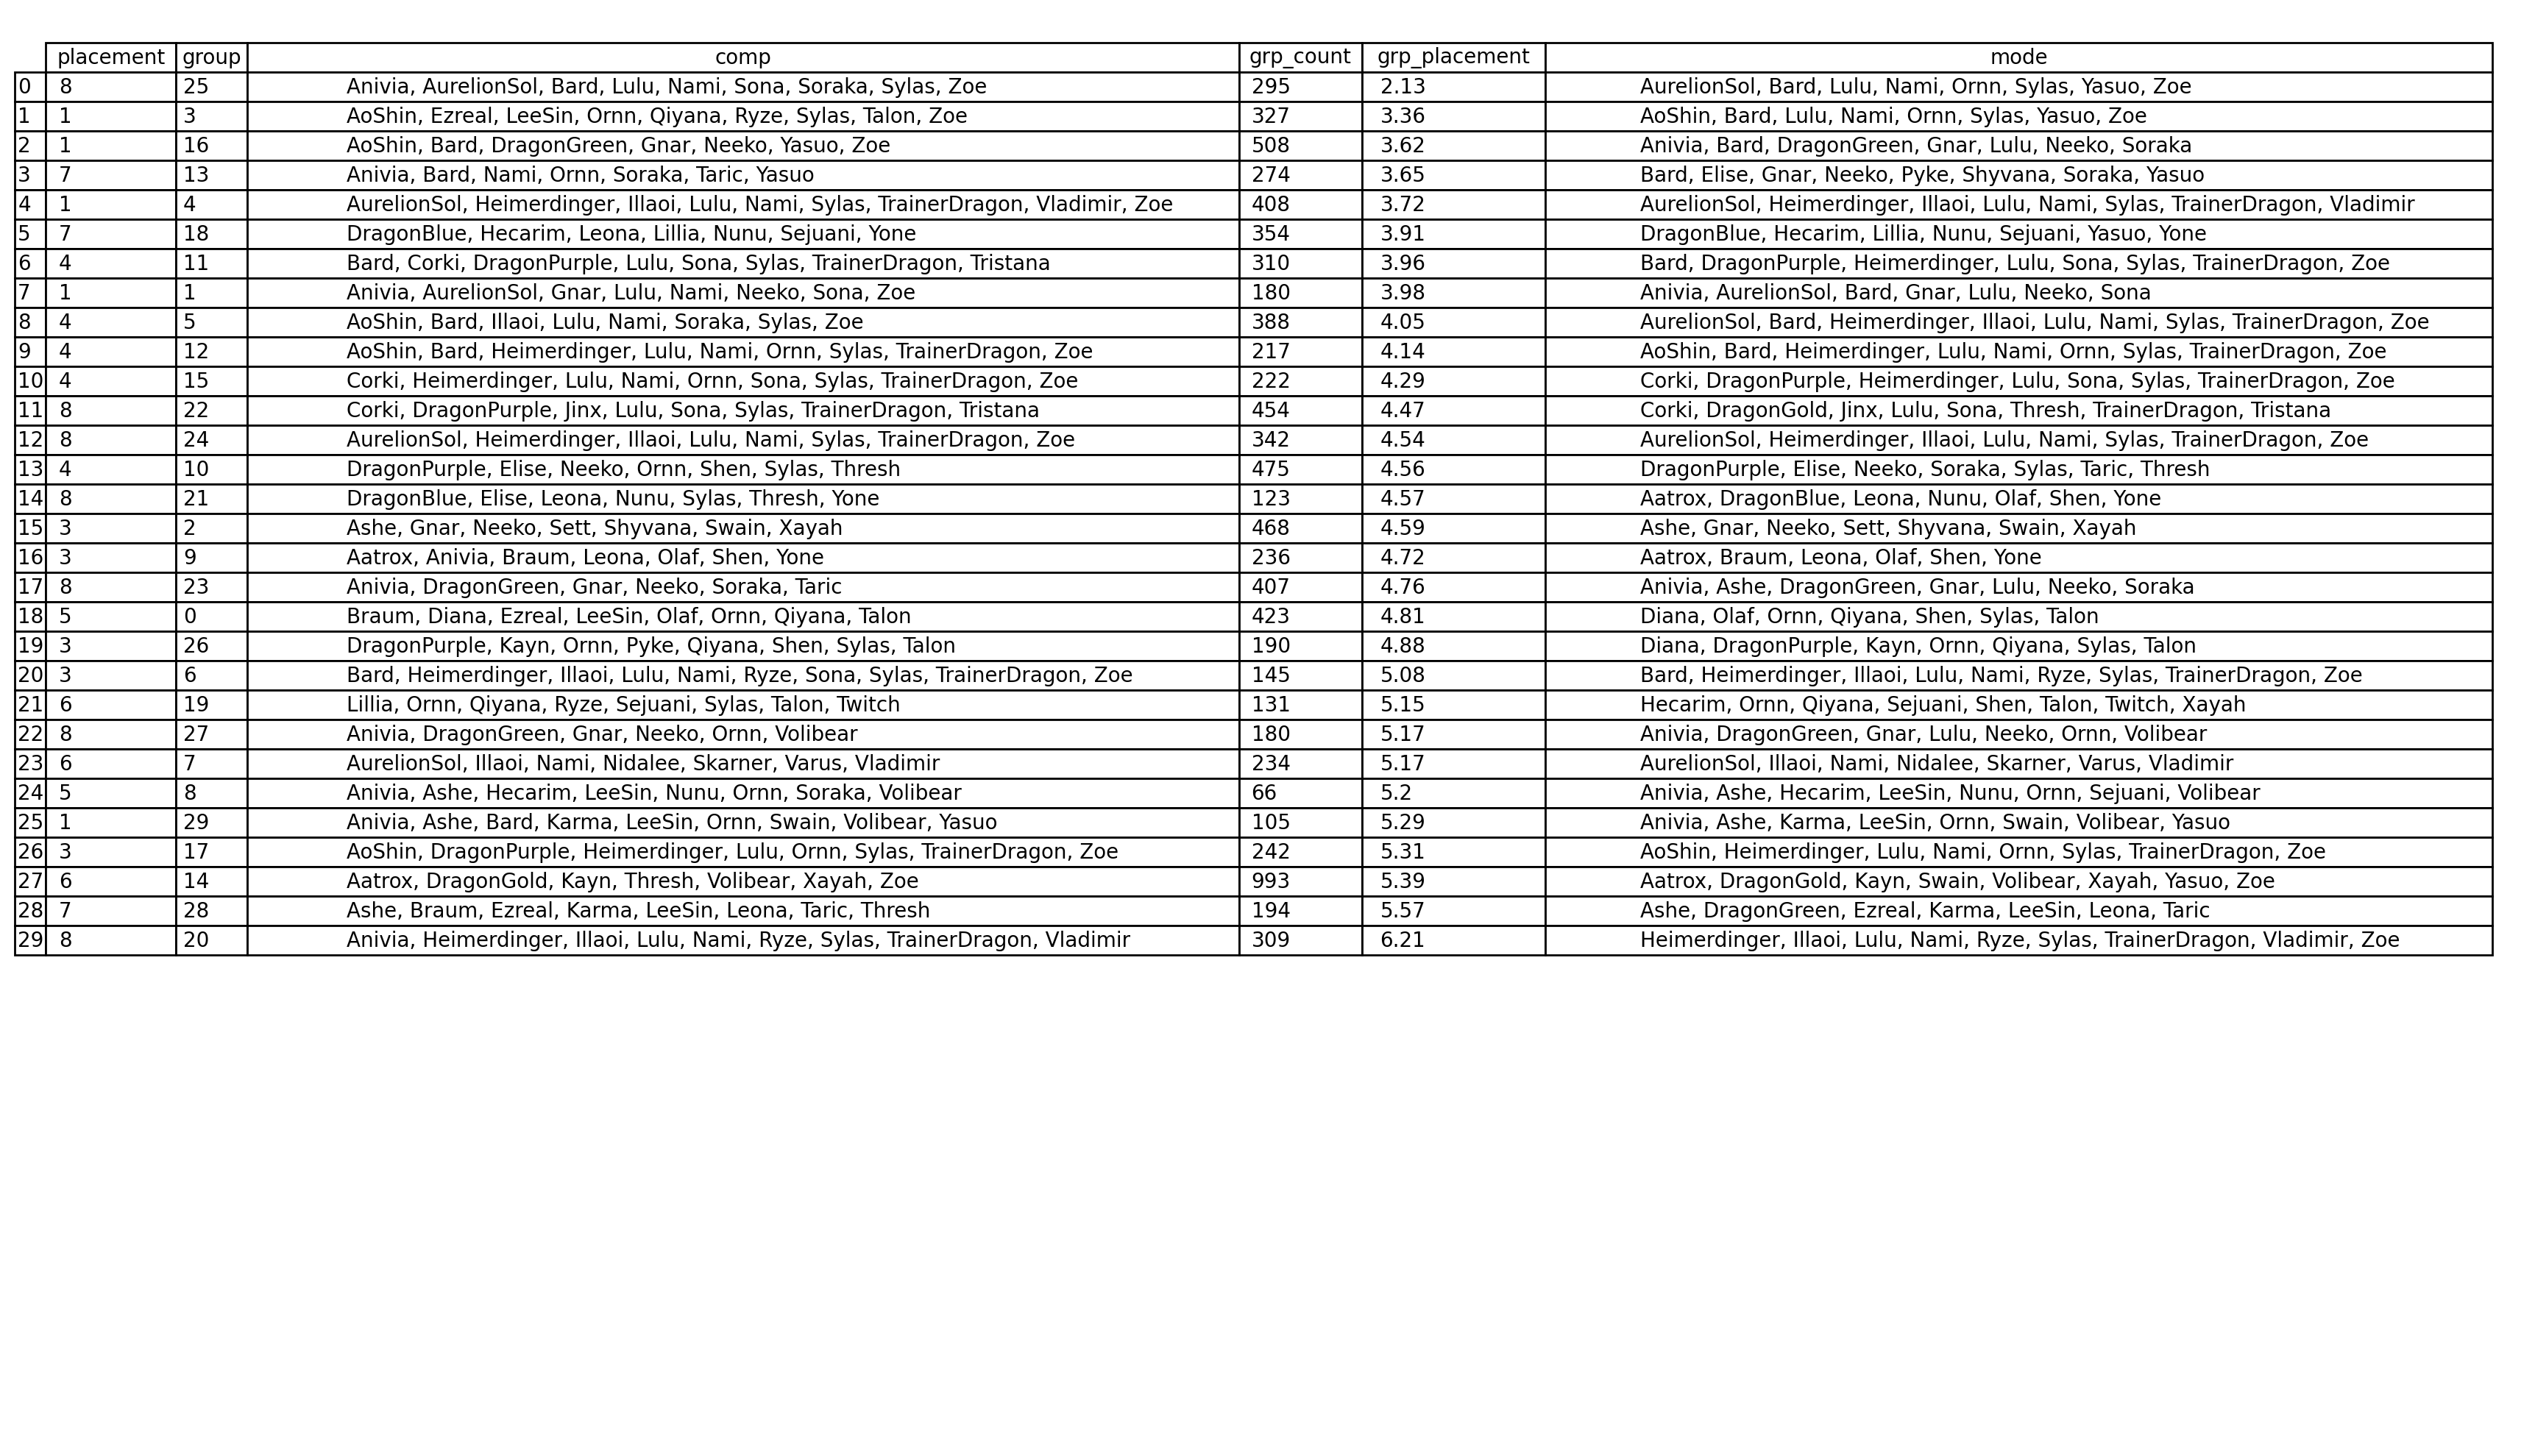 placement group comp grp_count grp_placement mode
0 8 25 Anivia, AurelionSol, Bard, Lulu, Nami, Sona, Soraka, Sylas, Zoe 295 2.13 AurelionSol, Bard, Lulu, Nami, Ornn, Sylas, Yasuo, Zoe
1 1 3 AoShin, Ezreal, LeeSin, Ornn, Qiyana, Ryze, Sylas, Talon, Zoe 327 3.36 AoShin, Bard, Lulu, Nami, Ornn, Sylas, Yasuo, Zoe
2 1 16 AoShin, Bard, DragonGreen, Gnar, Neeko, Yasuo, Zoe 508 3.62 Anivia, Bard, DragonGreen, Gnar, Lulu, Neeko, Soraka
3 7 13 Anivia, Bard, Nami, Ornn, Soraka, Taric, Yasuo 274 3.65 Bard, Elise, Gnar, Neeko, Pyke, Shyvana, Soraka, Yasuo
4 1 4 AurelionSol, Heimerdinger, Illaoi, Lulu, Nami, Sylas, TrainerDragon, Vladimir, Zoe 408 3.72 AurelionSol, Heimerdinger, Illaoi, Lulu, Nami, Sylas, TrainerDragon, Vladimir
5 7 18 DragonBlue, Hecarim, Leona, Lillia, Nunu, Sejuani, Yone 354 3.91 DragonBlue, Hecarim, Lillia, Nunu, Sejuani, Yasuo, Yone
6 4 11 Bard, Corki, DragonPurple, Lulu, Sona, Sylas, TrainerDragon, Tristana 310 3.96 Bard, DragonPurple, Heimerdinger, Lulu, Sona, Sylas, TrainerDragon, Zoe
7 1 1 Anivia, AurelionSol, Gnar, Lulu, Nami, Neeko, Sona, Zoe 180 3.98 Anivia, AurelionSol, Bard, Gnar, Lulu, Neeko, Sona
8 4 5 AoShin, Bard, Illaoi, Lulu, Nami, Soraka, Sylas, Zoe 388 4.05 AurelionSol, Bard, Heimerdinger, Illaoi, Lulu, Nami, Sylas, TrainerDragon, Zoe
9 4 12 AoShin, Bard, Heimerdinger, Lulu, Nami, Ornn, Sylas, TrainerDragon, Zoe 217 4.14 AoShin, Bard, Heimerdinger, Lulu, Nami, Ornn, Sylas, TrainerDragon, Zoe
10 4 15 Corki, Heimerdinger, Lulu, Nami, Ornn, Sona, Sylas, TrainerDragon, Zoe 222 4.29 Corki, DragonPurple, Heimerdinger, Lulu, Sona, Sylas, TrainerDragon, Zoe
11 8 22 Corki, DragonPurple, Jinx, Lulu, Sona, Sylas, TrainerDragon, Tristana 454 4.47 Corki, DragonGold, Jinx, Lulu, Sona, Thresh, TrainerDragon, Tristana
12 8 24 AurelionSol, Heimerdinger, Illaoi, Lulu, Nami, Sylas, TrainerDragon, Zoe 342 4.54 AurelionSol, Heimerdinger, Illaoi, Lulu, Nami, Sylas, TrainerDragon, Zoe
13 4 10 DragonPurple, Elise, Neeko, Ornn, Shen, Sylas, Thresh 475 4.56 DragonPurple, Elise, Neeko, Soraka, Sylas, Taric, Thresh
14 8 21 DragonBlue, Elise, Leona, Nunu, Sylas, Thresh, Yone 123 4.57 Aatrox, DragonBlue, Leona, Nunu, Olaf, Shen, Yone
15 3 2 Ashe, Gnar, Neeko, Sett, Shyvana, Swain, Xayah 468 4.59 Ashe, Gnar, Neeko, Sett, Shyvana, Swain, Xayah
16 3 9 Aatrox, Anivia, Braum, Leona, Olaf, Shen, Yone 236 4.72 Aatrox, Braum, Leona, Olaf, Shen, Yone
17 8 23 Anivia, DragonGreen, Gnar, Neeko, Soraka, Taric 407 4.76 Anivia, Ashe, DragonGreen, Gnar, Lulu, Neeko, Soraka
18 5 0 Braum, Diana, Ezreal, LeeSin, Olaf, Ornn, Qiyana, Talon 423 4.81 Diana, Olaf, Ornn, Qiyana, Shen, Sylas, Talon
19 3 26 DragonPurple, Kayn, Ornn, Pyke, Qiyana, Shen, Sylas, Talon 190 4.88 Diana, DragonPurple, Kayn, Ornn, Qiyana, Sylas, Talon
20 3 6 Bard, Heimerdinger, Illaoi, Lulu, Nami, Ryze, Sona, Sylas, TrainerDragon, Zoe 145 5.08 Bard, Heimerdinger, Illaoi, Lulu, Nami, Ryze, Sylas, TrainerDragon, Zoe
21 6 19 Lillia, Ornn, Qiyana, Ryze, Sejuani, Sylas, Talon, Twitch 131 5.15 Hecarim, Ornn, Qiyana, Sejuani, Shen, Talon, Twitch, Xayah
22 8 27 Anivia, DragonGreen, Gnar, Neeko, Ornn, Volibear 180 5.17 Anivia, DragonGreen, Gnar, Lulu, Neeko, Ornn, Volibear
23 6 7 AurelionSol, Illaoi, Nami, Nidalee, Skarner, Varus, Vladimir 234 5.17 AurelionSol, Illaoi, Nami, Nidalee, Skarner, Varus, Vladimir
24 5 8 Anivia, Ashe, Hecarim, LeeSin, Nunu, Ornn, Soraka, Volibear 66 5.2 Anivia, Ashe, Hecarim, LeeSin, Nunu, Ornn, Sejuani, Volibear
25 1 29 Anivia, Ashe, Bard, Karma, LeeSin, Ornn, Swain, Volibear, Yasuo 105 5.29 Anivia, Ashe, Karma, LeeSin, Ornn, Swain, Volibear, Yasuo
26 3 17 AoShin, DragonPurple, Heimerdinger, Lulu, Ornn, Sylas, TrainerDragon, Zoe 242 5.31 AoShin, Heimerdinger, Lulu, Nami, Ornn, Sylas, TrainerDragon, Zoe
27 6 14 Aatrox, DragonGold, Kayn, Thresh, Volibear, Xayah, Zoe 993 5.39 Aatrox, DragonGold, Kayn, Swain, Volibear, Xayah, Yasuo, Zoe
28 7 28 Ashe, Braum, Ezreal, Karma, LeeSin, Leona, Taric, Thresh 194 5.57 Ashe, DragonGreen, Ezreal, Karma, LeeSin, Leona, Taric
29 8 20 Anivia, Heimerdinger, Illaoi, Lulu, Nami, Ryze, Sylas, TrainerDragon, Vladimir 309 6.21 Heimerdinger, Illaoi, Lulu, Nami, Ryze, Sylas, TrainerDragon, Vladimir, Zoe